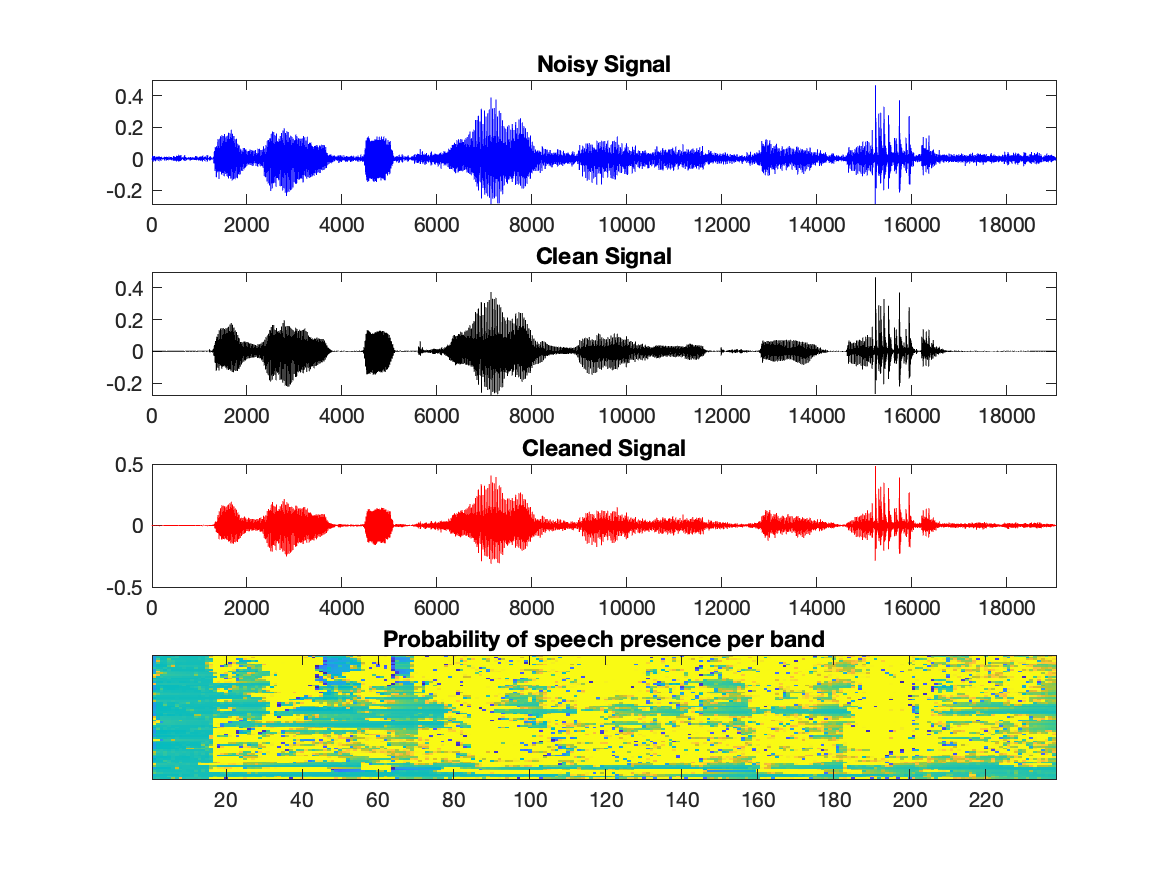 Noisy Signal
0.4
0.2
0
-0.2
0 2000 4000 6000 8000 10000 12000 14000 16000 18000
Clean Signal
0.4
0.2
0
-0.2
0 2000 4000 6000 8000 10000 12000 14000 16000 18000
Cleaned Signal
0.5
0
-0.5
0 2000 4000 6000 8000 10000 12000 14000 16000 18000
Probability of speech presence per band
20 40 60 80 100 120 140 160 180 200 220